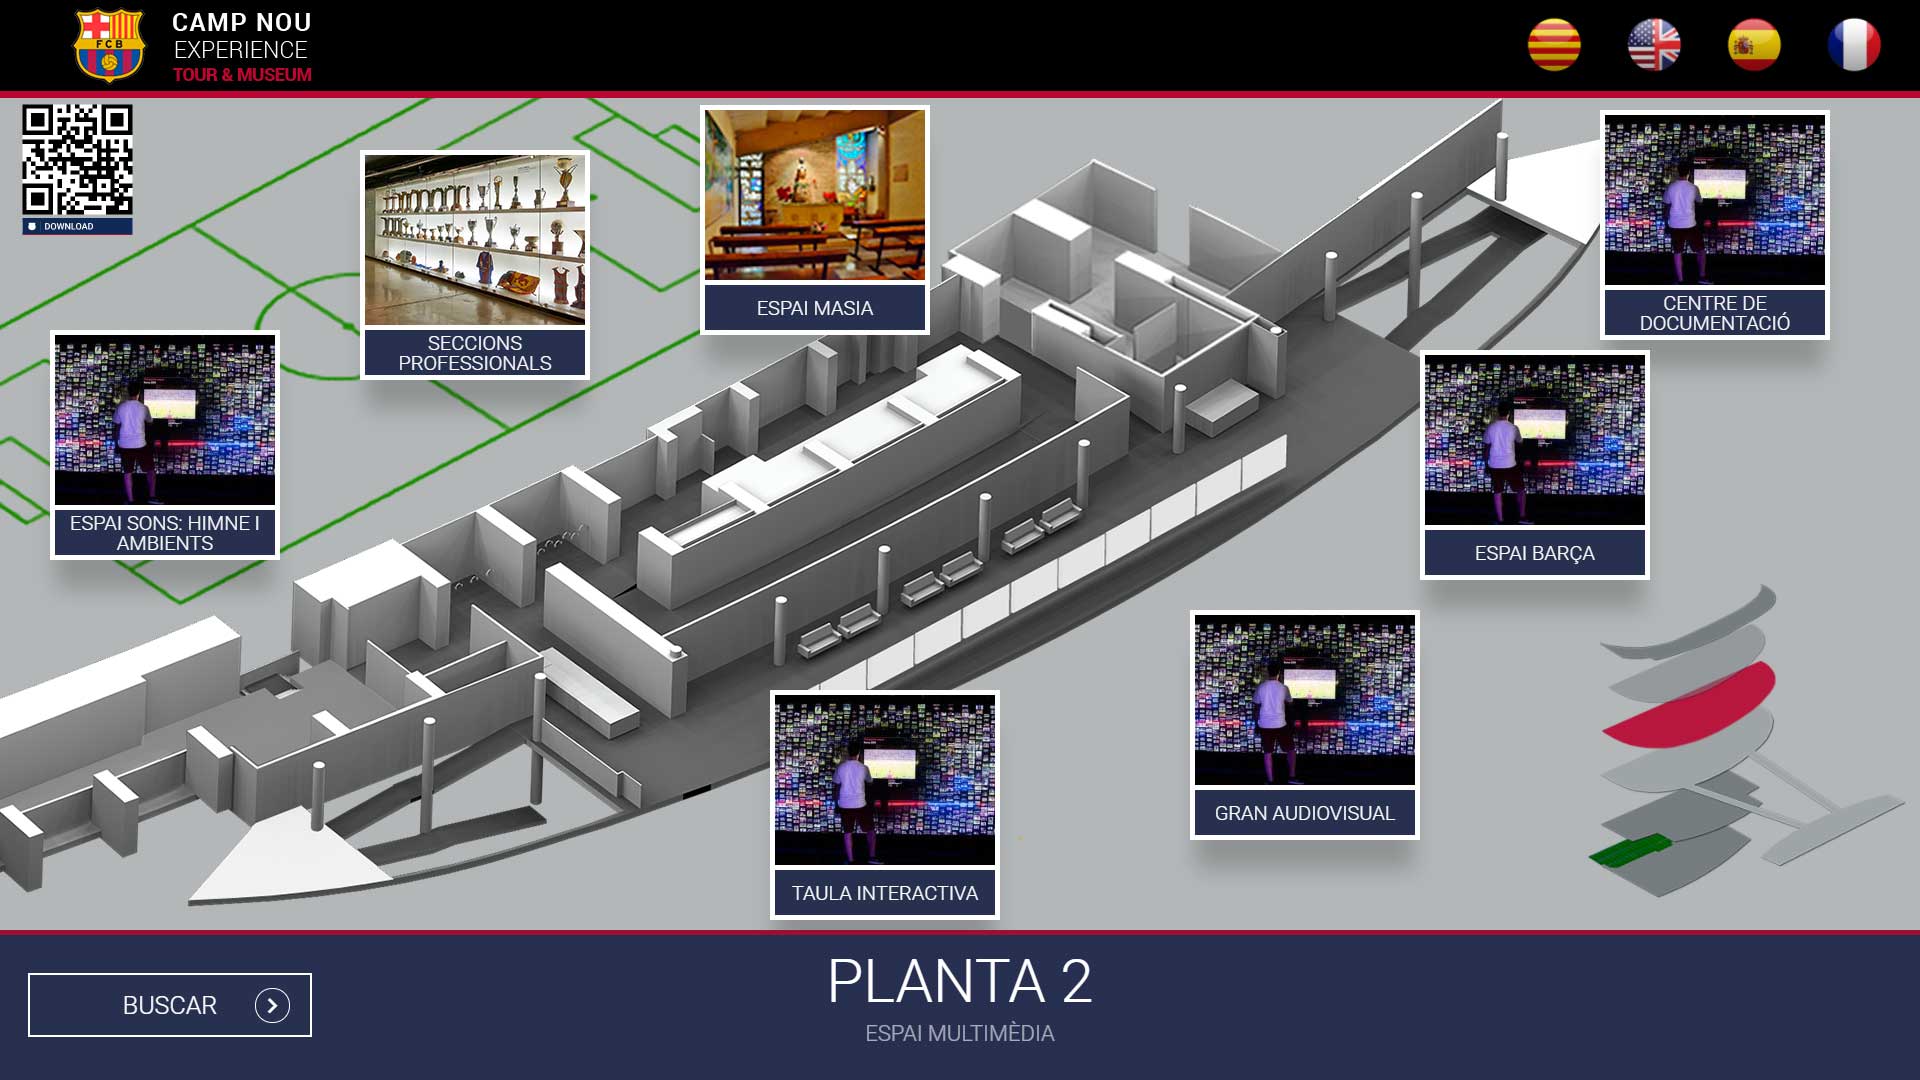 CAMP NOU
EXPERIENCE
TOUR & MUSEUM
FCB
DOWNLOAD
SECCIONS
PROFESSIONALS
ESPAI MASIA
CENTRE DE
DOCUMENTACIÓ
ESPAI SONS: HIMNE I
AMBIENTS
ESPAI BARÇA
GRAN AUDIOVISUAL
TAULA INTERACTIVA
BUSCAR
PLANTA 2
ESPAI MULTIMÈDIA